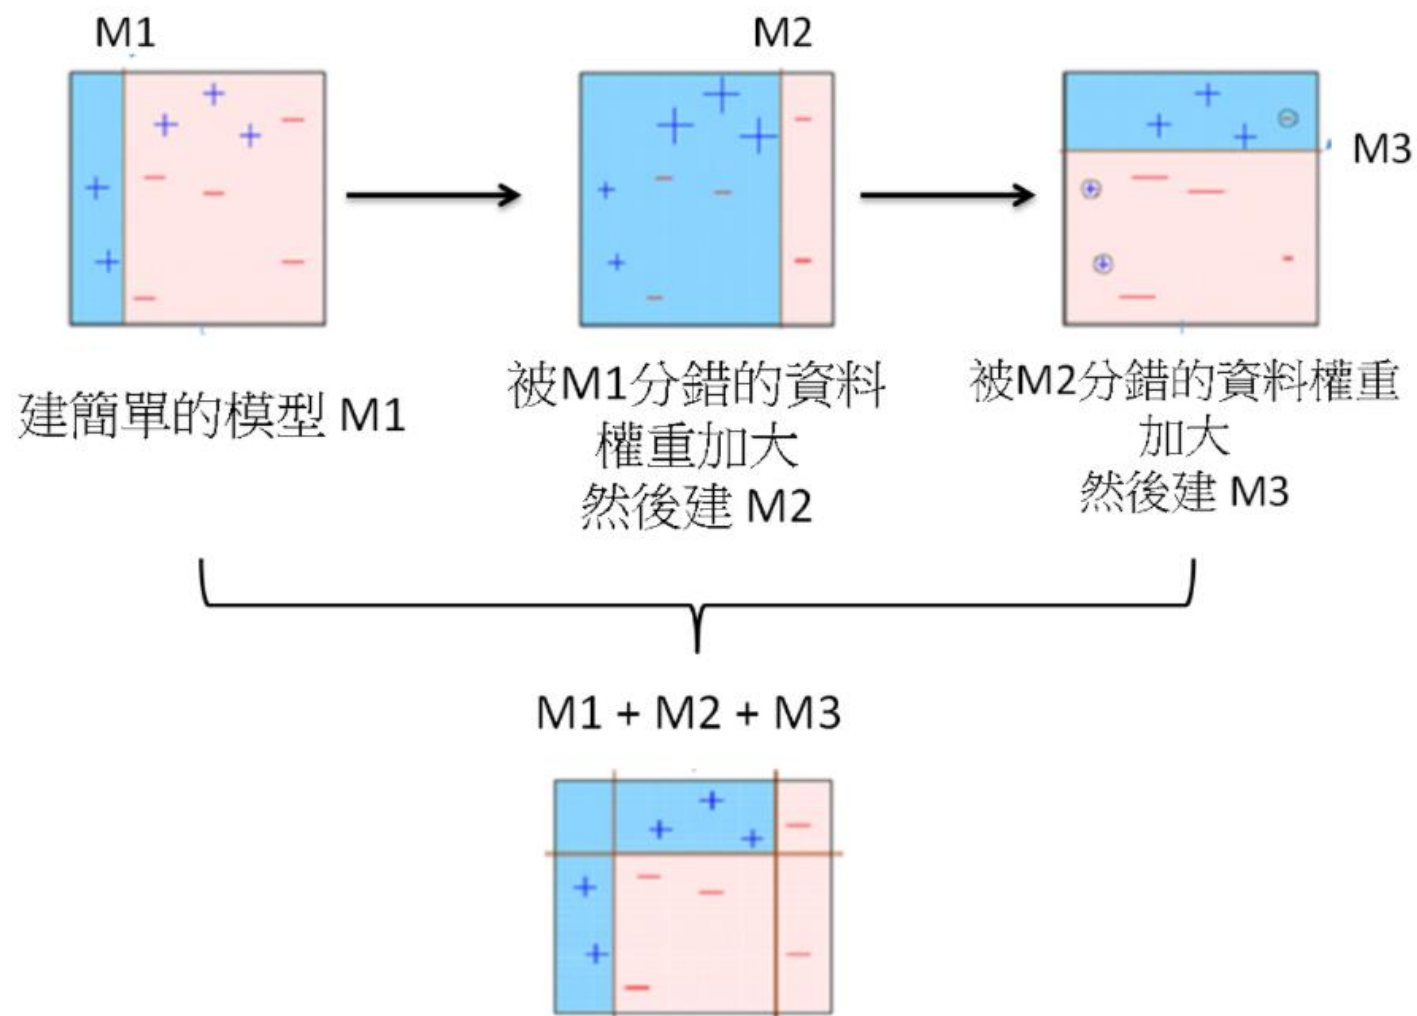 M1
M2
M3
建簡單的模型 M1
被M1分錯的資料
權重加大
然後建 M2
被M2分錯的資料權重
加大
然後建 M3
M1 + M2 + M3